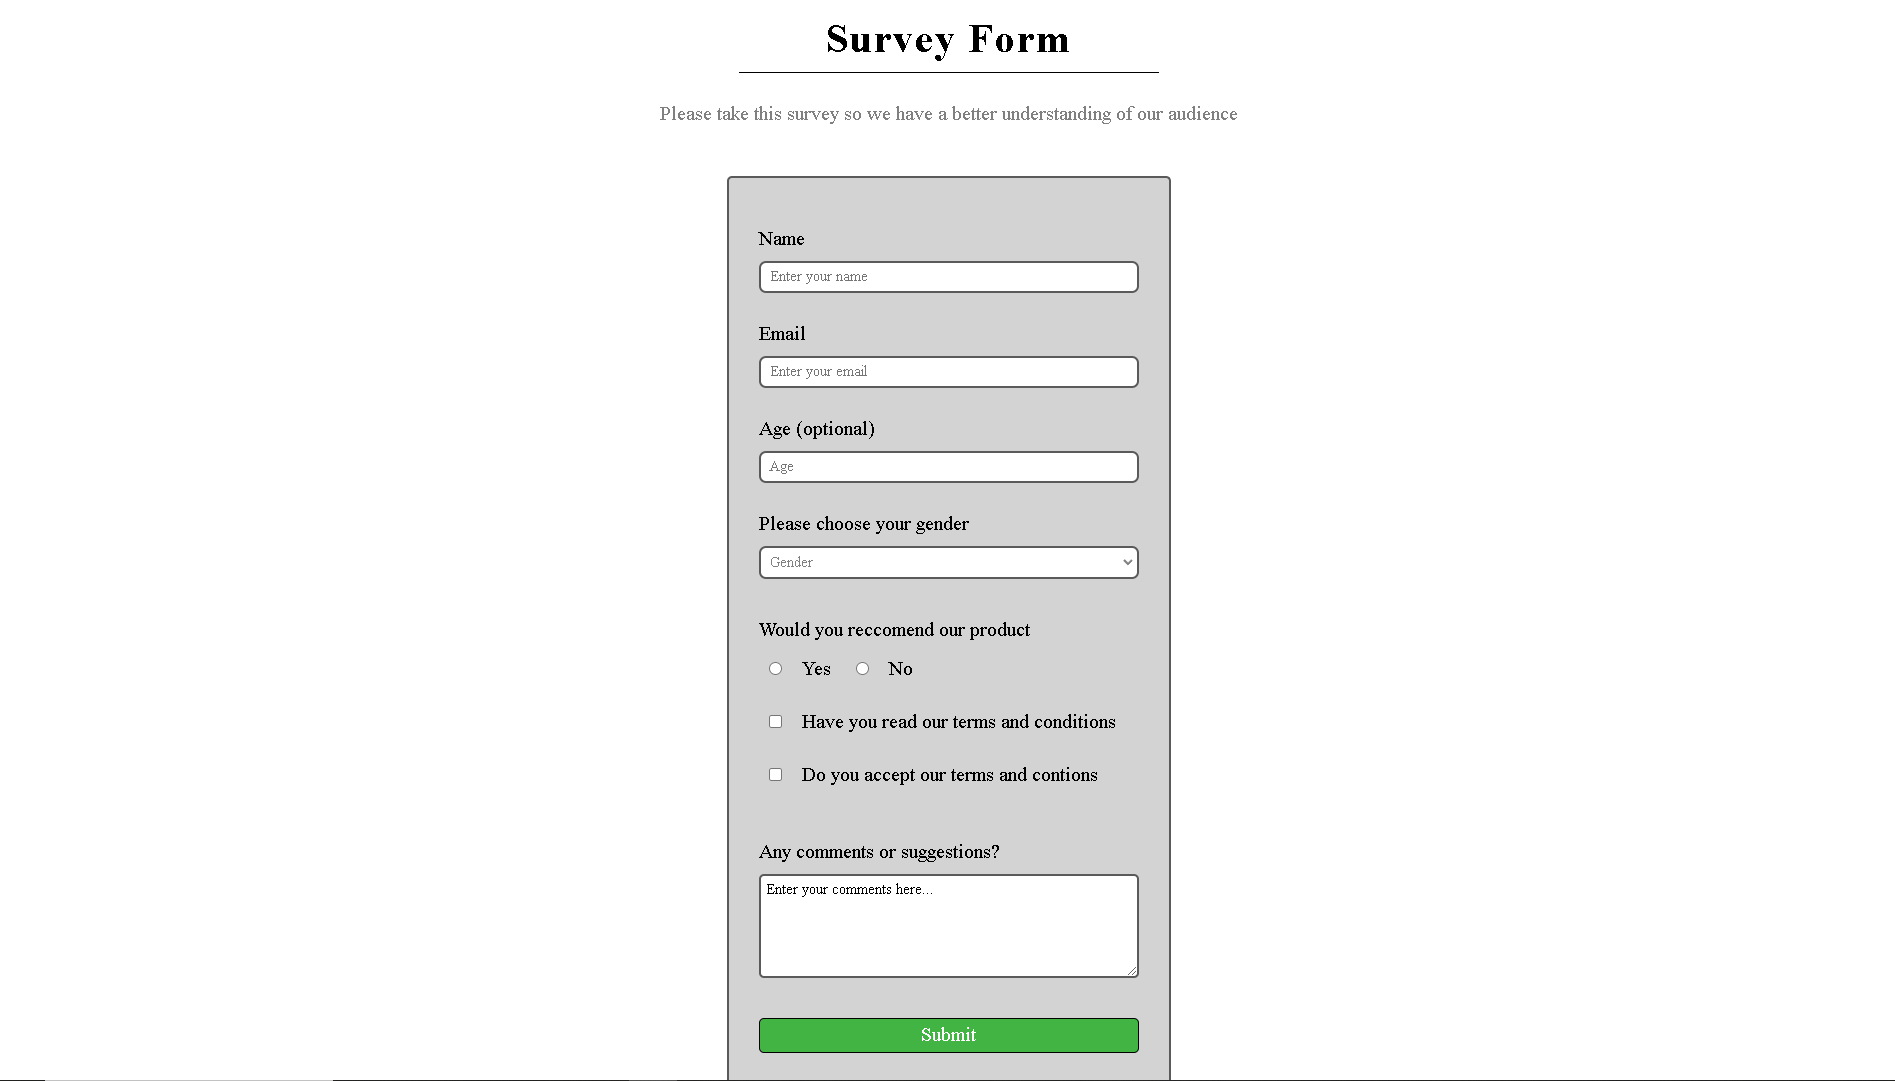 Survey Form
Please take this survey so we have a better understanding of our audience
Name
Enter your name
Email
Enter your email
Age (optional)
Age
Please choose your gender
Gender
Would you reccomend our product
Yes No
Have you read our terms and conditions
Do you accept our terms and contions
Any comments or suggestions?
Enter your comments here...
Submit